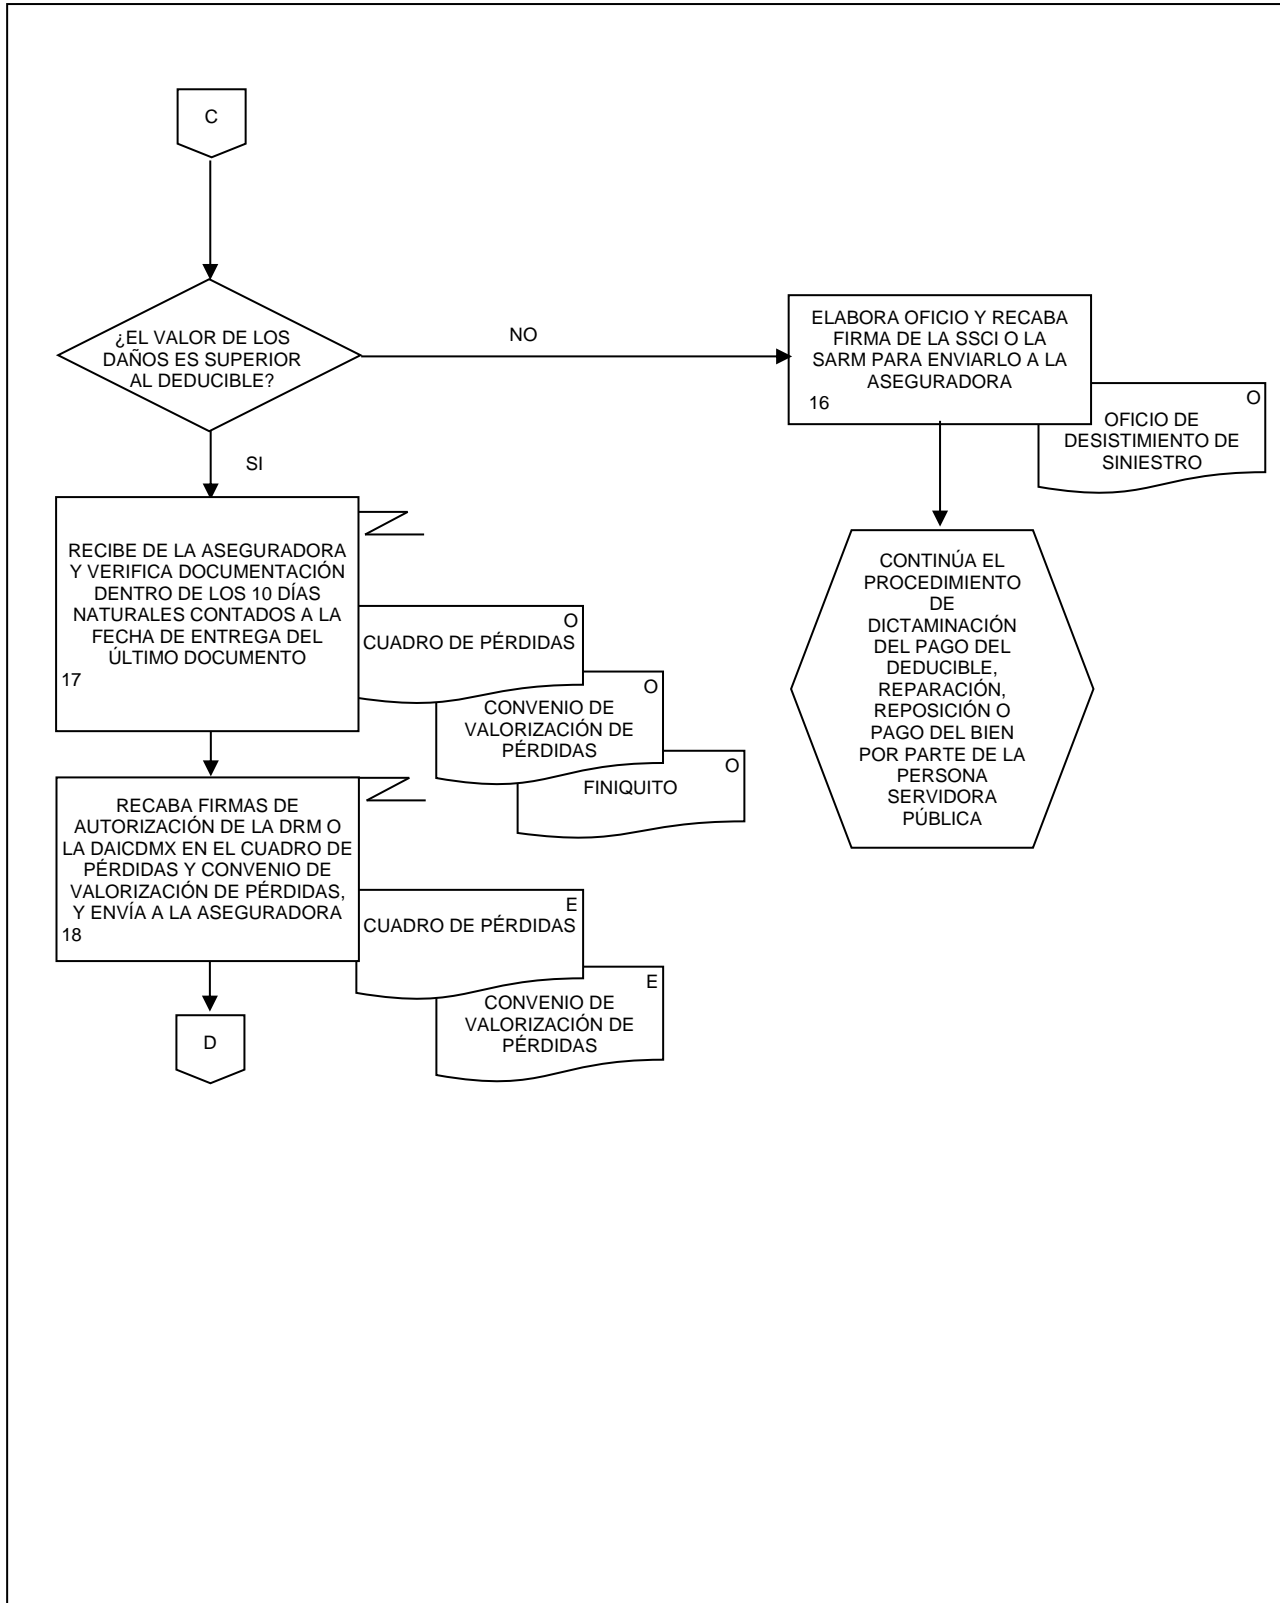 C
¿EL VALOR DE LOS
DAÑOS ES SUPERIOR
AL DEDUCIBLE?
NO
SI
ELABORA OFICIO Y RECABA
FIRMA DE LA SSCI O LA
SARM PARA ENVIARLO A LA
ASEGURADORA
16
O
OFICIO DE
DESISTIMIENTO DE
SINIESTRO
CONTINÚA EL
PROCEDIMIENTO
DE
DICTAMINACIÓN
DEL PAGO DEL
DEDUCIBLE,
REPARACIÓN,
REPOSICIÓN O
PAGO DEL BIEN
POR PARTE DE LA
PERSONA
SERVIDORA
PÚBLICA
RECIBE DE LA ASEGURADORA
Y VERIFICA DOCUMENTACIÓN
DENTRO DE LOS 10 DÍAS
NATURALES CONTADOS A LA
FECHA DE ENTREGA DEL
ÚLTIMO DOCUMENTO
17
O
CUADRO DE PÉRDIDAS
O
CONVENIO DE
VALORIZACIÓN DE
PÉRDIDAS
O
FINIQUITO
RECABA FIRMAS DE
AUTORIZACIÓN DE LA DRM O
LA DAICDMX EN EL CUADRO DE
PÉRDIDAS Y CONVENIO DE
VALORIZACIÓN DE PÉRDIDAS,
Y ENVÍA A LA ASEGURADORA
18
E
CUADRO DE PÉRDIDAS
E
CONVENIO DE
VALORIZACIÓN DE
PÉRDIDAS
D